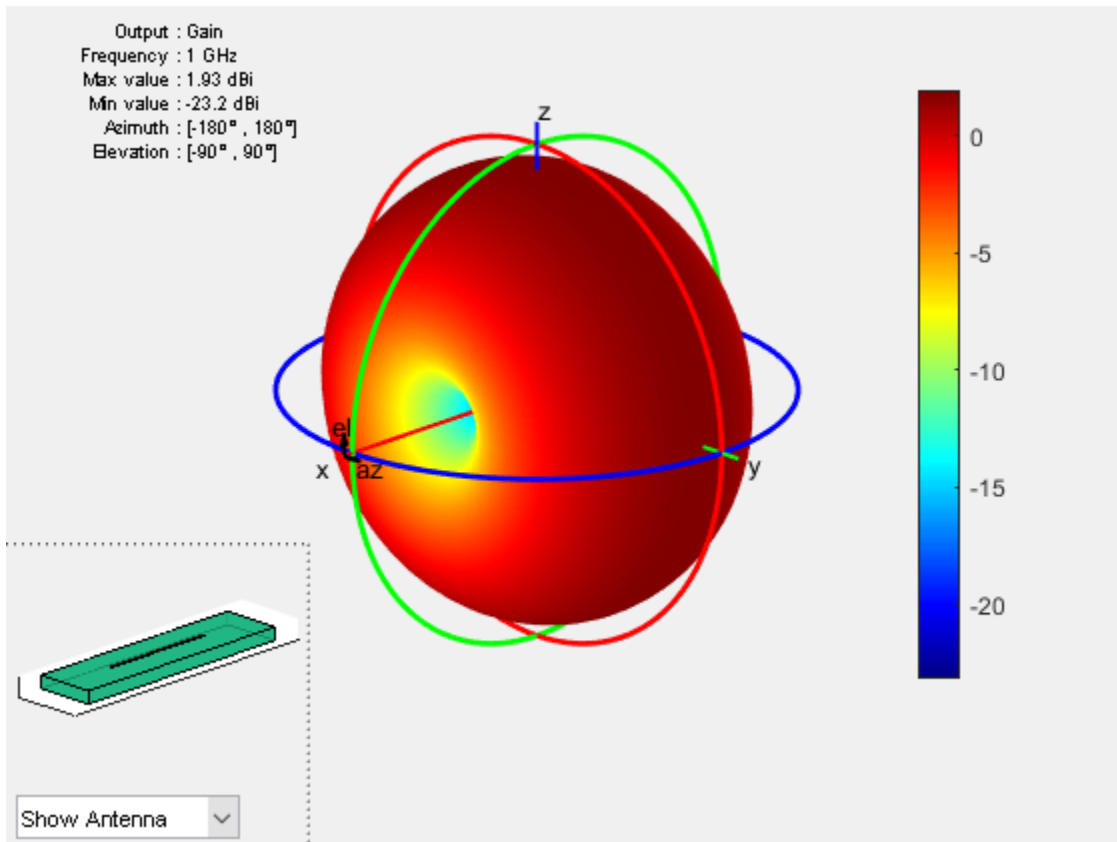 Output : Gain
Frequency : 1 GHz
Max value : 1.93 dBi
Min value : -23.2 dBi
Azimuth : [-180° , 180°]
Elevation : [-90° , 90°]
z
0
-5
-10
-15
-20
el
x az
y
Show Antenna